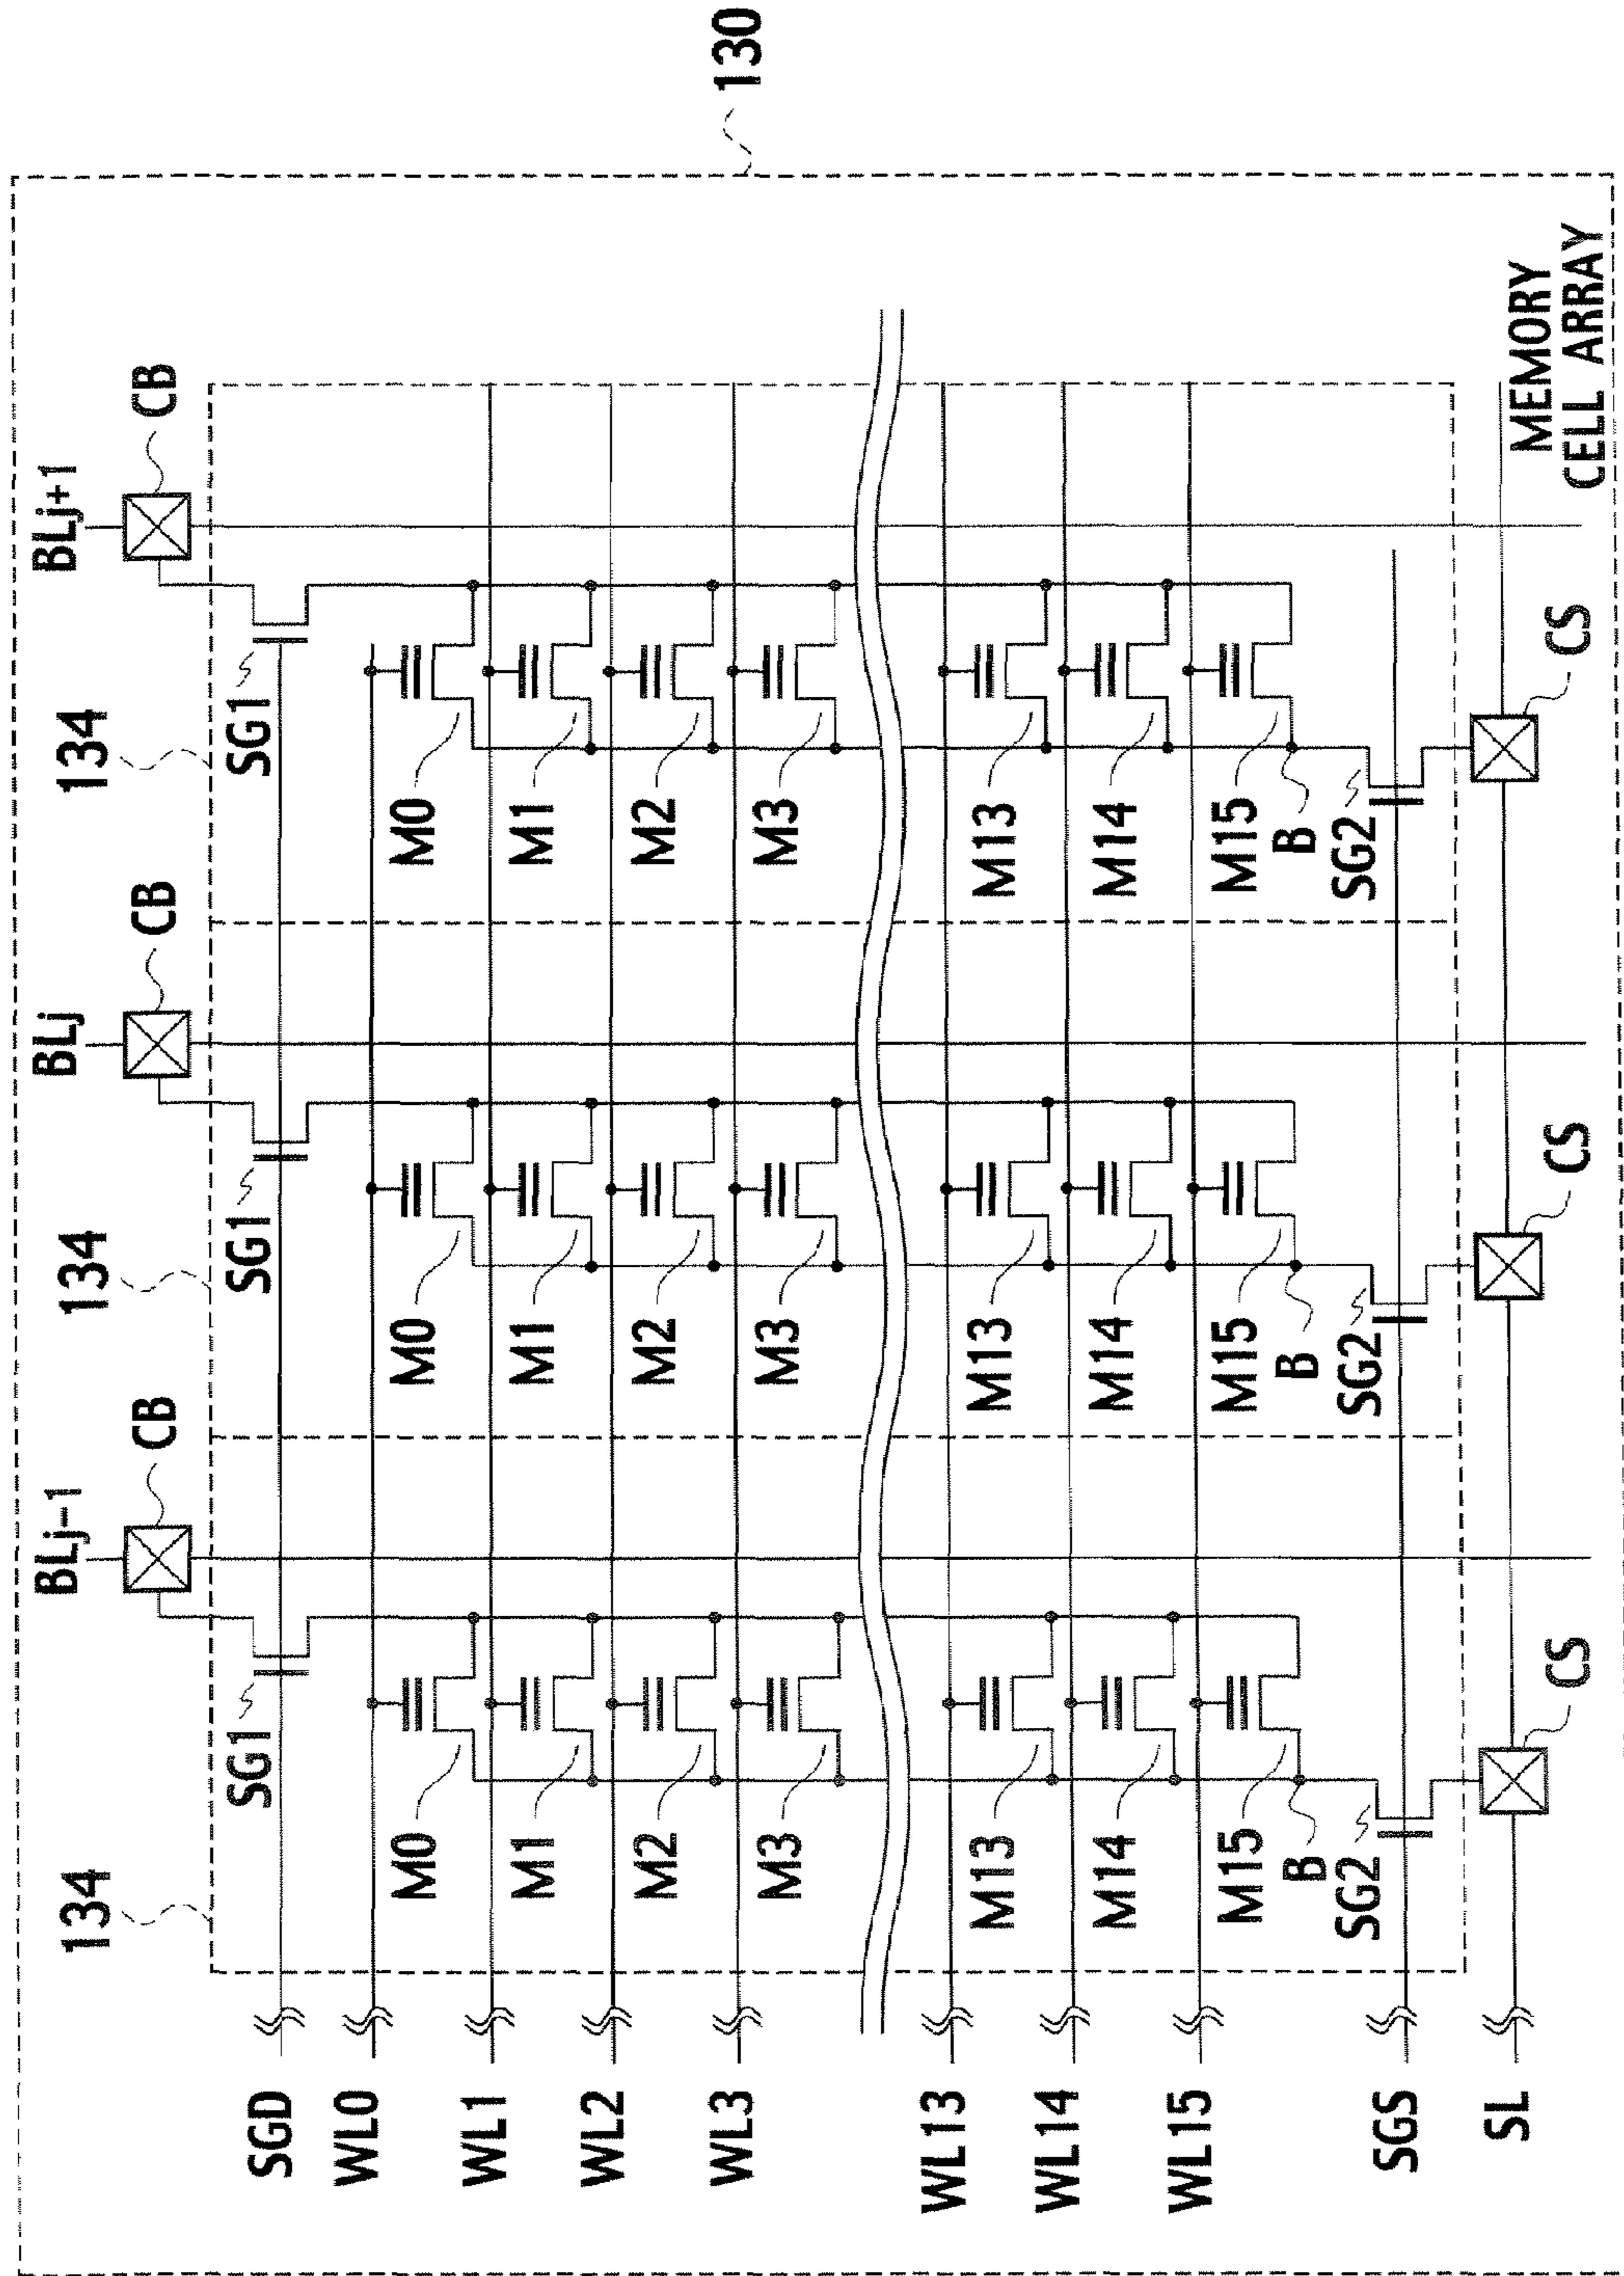 130
BLj-1
BLj
BLj+1
CB
CB
CB
134
134
134
SG1
SG1
SG1
SGD
WL0
M0
M0
M0
WL1
M1
M1
M1
WL2
M2
M2
M2
WL3
M3
M3
M3
WL13
M13
M13
M13
WL14
M14
M14
M14
WL15
M15
M15
M15
B
B
B
SG2
SG2
SG2
SGS
SL
CS
CS
CS
MEMORY
CELL ARRAY